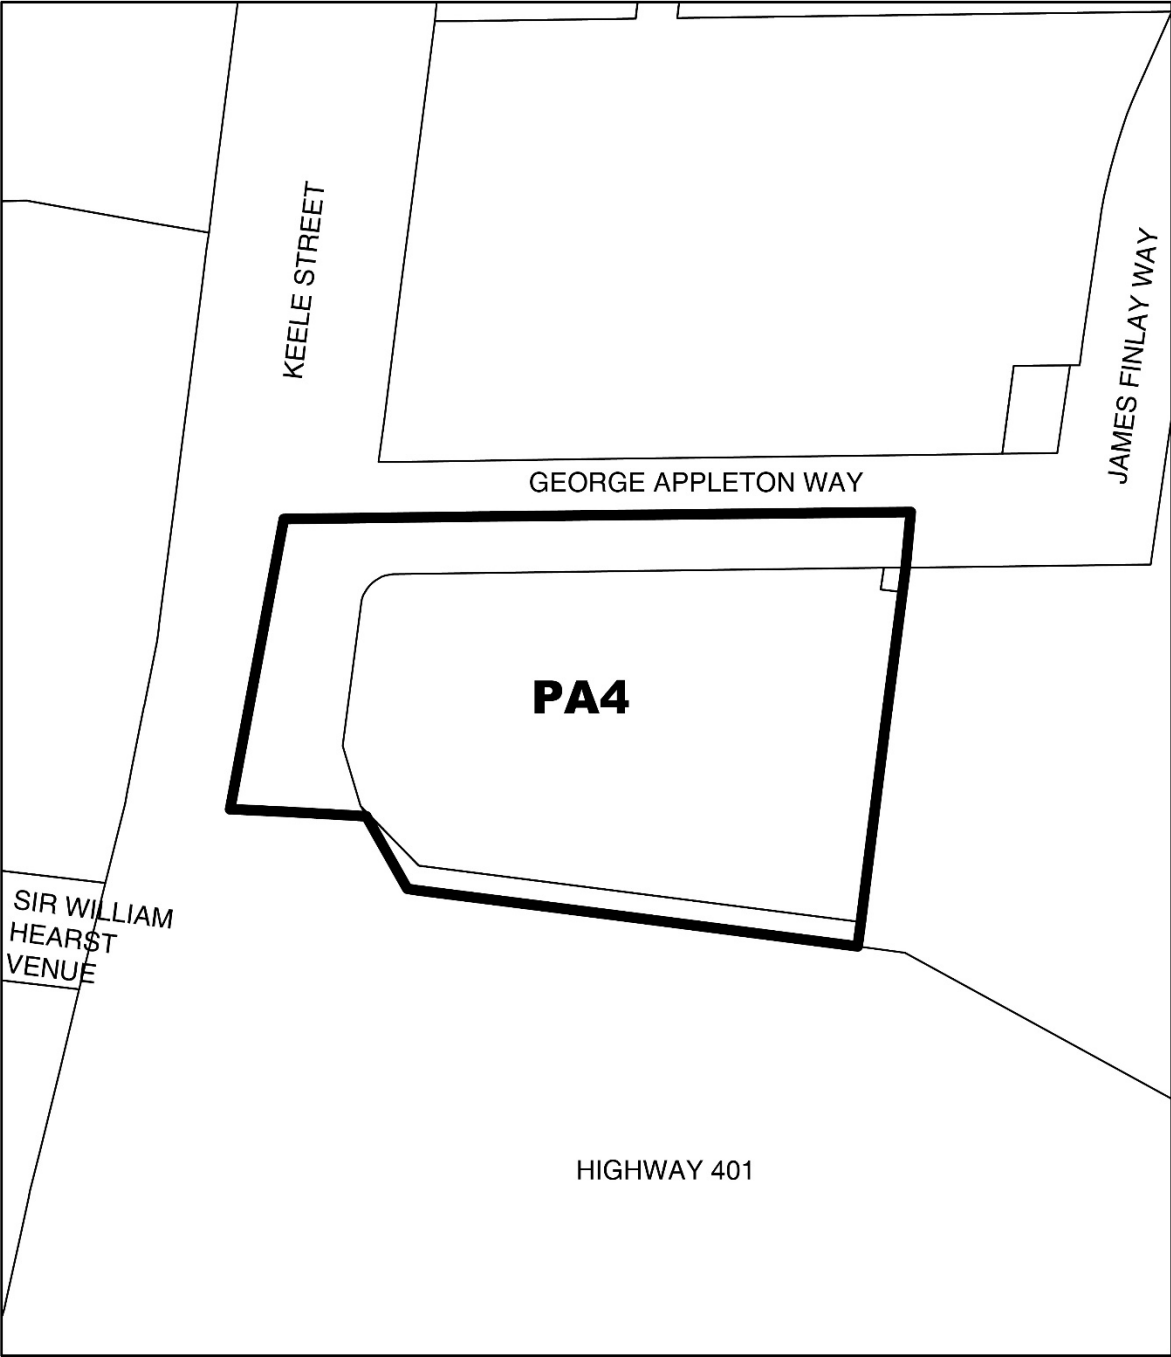 KEELE STREET
JAMES FINLAY WAY
GEORGE APPLETON WAY
PA4
SIR WILLIAM
HEARST
VENUE
HIGHWAY 401